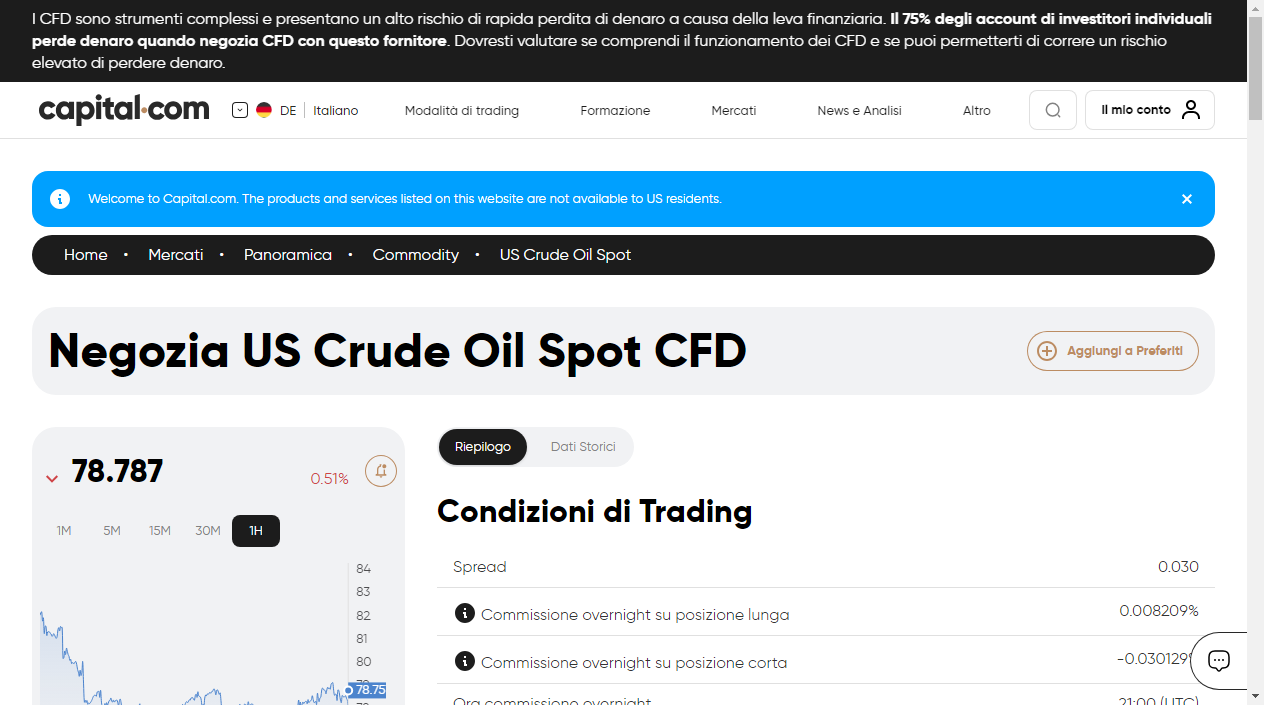 I CFD sono strumenti complessi e presentano un alto rischio di rapida perdita di denaro a causa della leva finanziaria. Il 75% degli account di investitori individuali
perde denaro quando negozia CFD con questo fornitore. Dovresti valutare se comprendi il funzionamento dei CFD e se puoi permetterti di correre un rischio
elevato di perdere denaro.
capital.com DE Italiano Modalità di trading Formazione Mercati News e Analisi Altro Il mio conto
Welcome to Capital.com. The products and services listed on this website are not available to US residents.
Home • Mercati • Panoramica • Commodity • US Crude Oil Spot
Negozia US Crude Oil Spot CFD
Aggiungi a Preferiti
78.787
0.51%
1M 5M 15M 30M 1H
84
83
82
81
80
78.75
Riepilogo Dati Storici
Condizioni di Trading
Spread 0.030
Commissione overnight su posizione lunga 0.008209%
Commissione overnight su posizione corta -0.030129%
Ora commissione overnight 21:00 (UTC)